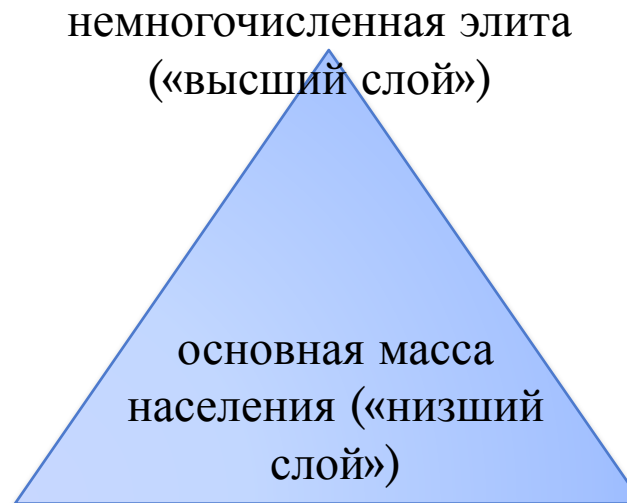 немногочисленная элита
(«высший слой»)
основная масса
населения («низший
слой»)